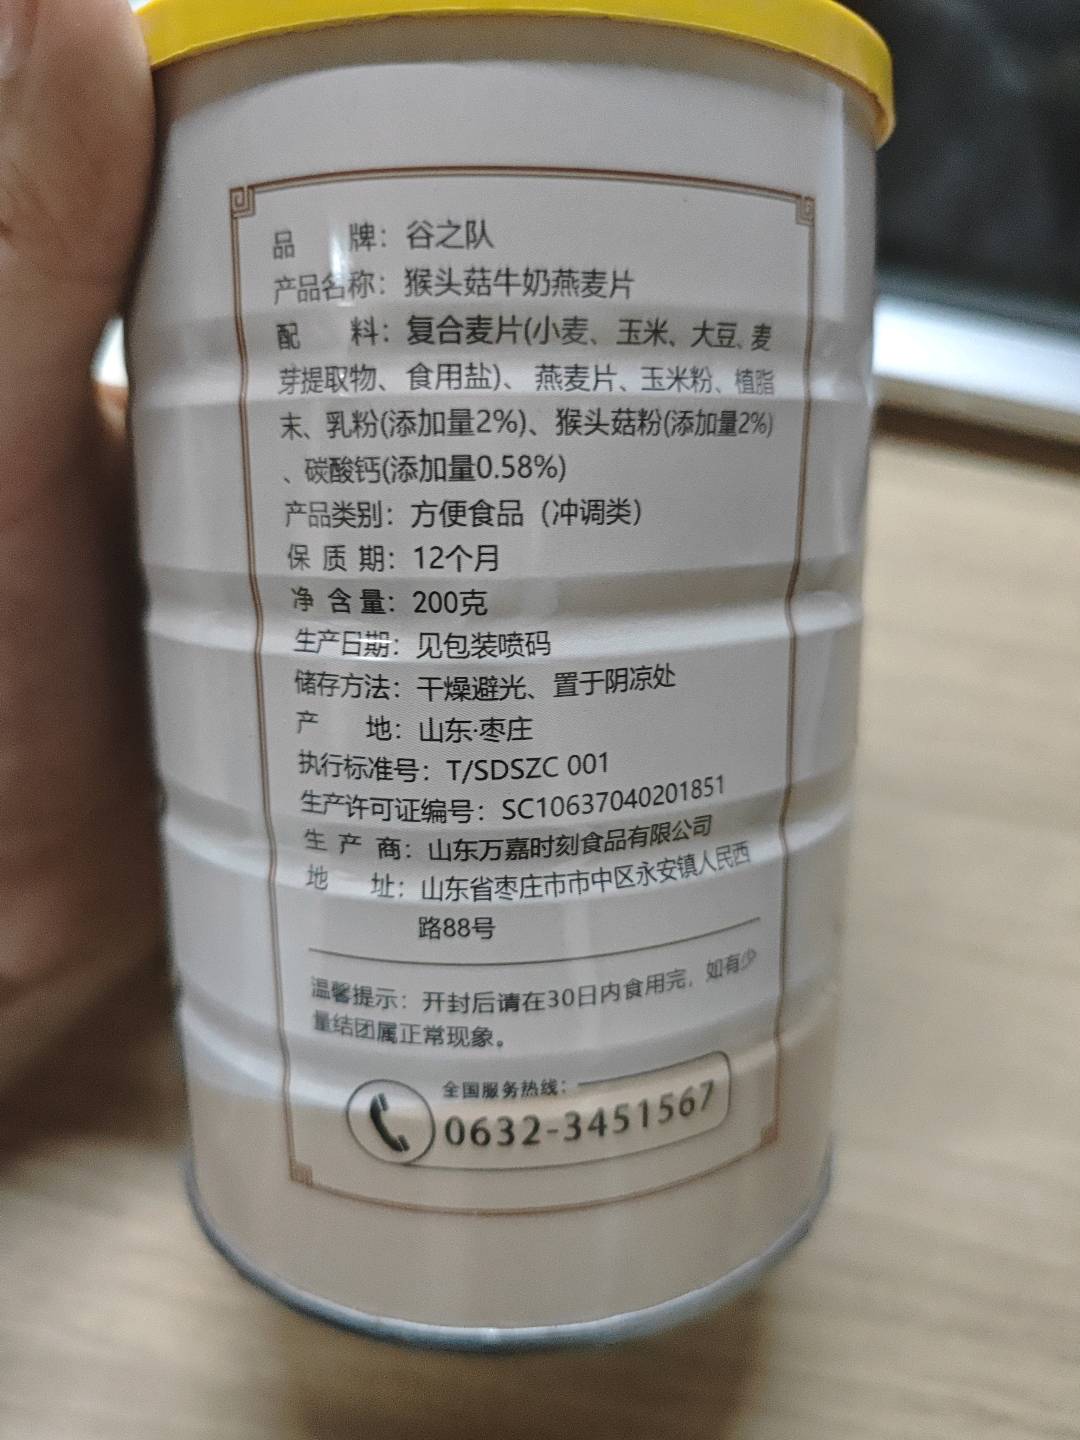 品 牌：谷之队
产品名称：猴头菇牛奶燕麦片
配 料：复合麦片(小麦、玉米、大豆、麦
芽提取物、食用盐)、燕麦片、玉米粉、植脂
末、乳粉(添加量2%)、猴头菇粉(添加量2%)
、碳酸钙(添加量0.58%)
产品类别：方便食品（冲调类）
保 质 期：12个月
净 含 量：200克
生产日期：见包装喷码
储存方法：干燥避光、置于阴凉处
产 地：山东·枣庄
执行标准号：T/SDSZC 001
生产许可证编号：SC10637040201851
生 产 商：山东万嘉时刻食品有限公司
地 址：山东省枣庄市市中区永安镇人民西
路88号
温馨提示：开封后请在30日内食用完，如有少
量结团属正常现象。
全国服务热线：
0632-3451567